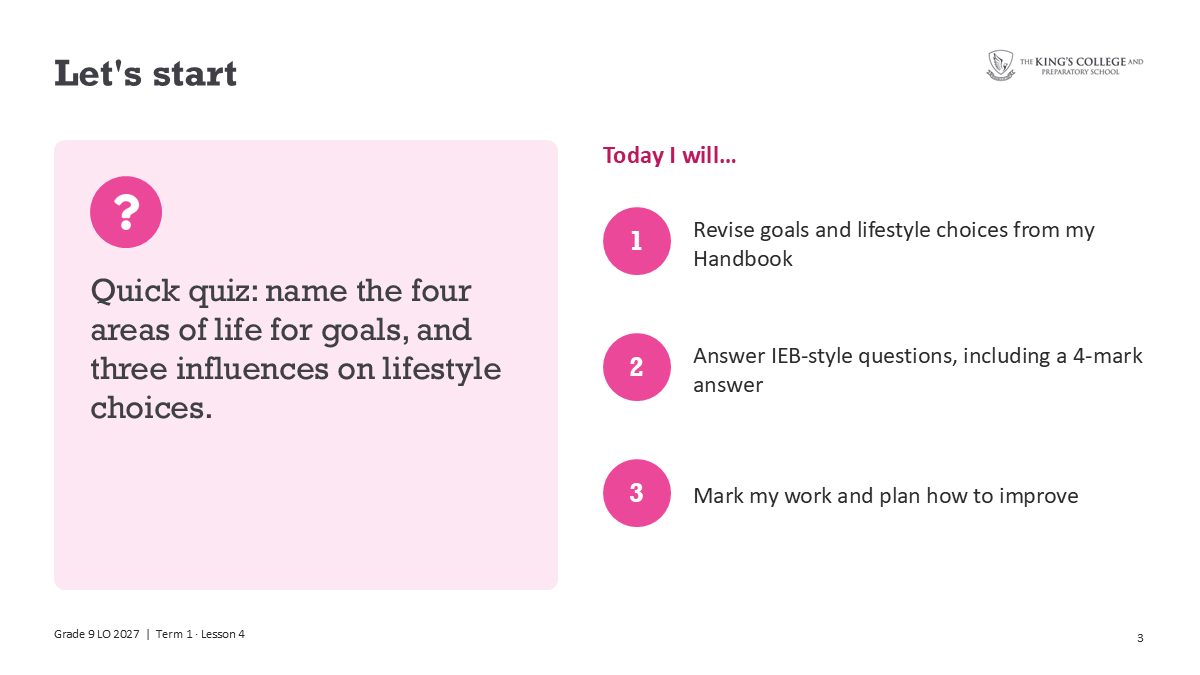 Let's start
THE KING'S COLLEGE AND
PREPARATORY SCHOOL
?
Quick quiz: name the four
areas of life for goals, and
three influences on lifestyle
choices.
Today I will...
1
Revise goals and lifestyle choices from my
Handbook
2
Answer IEB-style questions, including a 4-mark
answer
3
Mark my work and plan how to improve
Grade 9 LO 2027 | Term 1 · Lesson 4
3